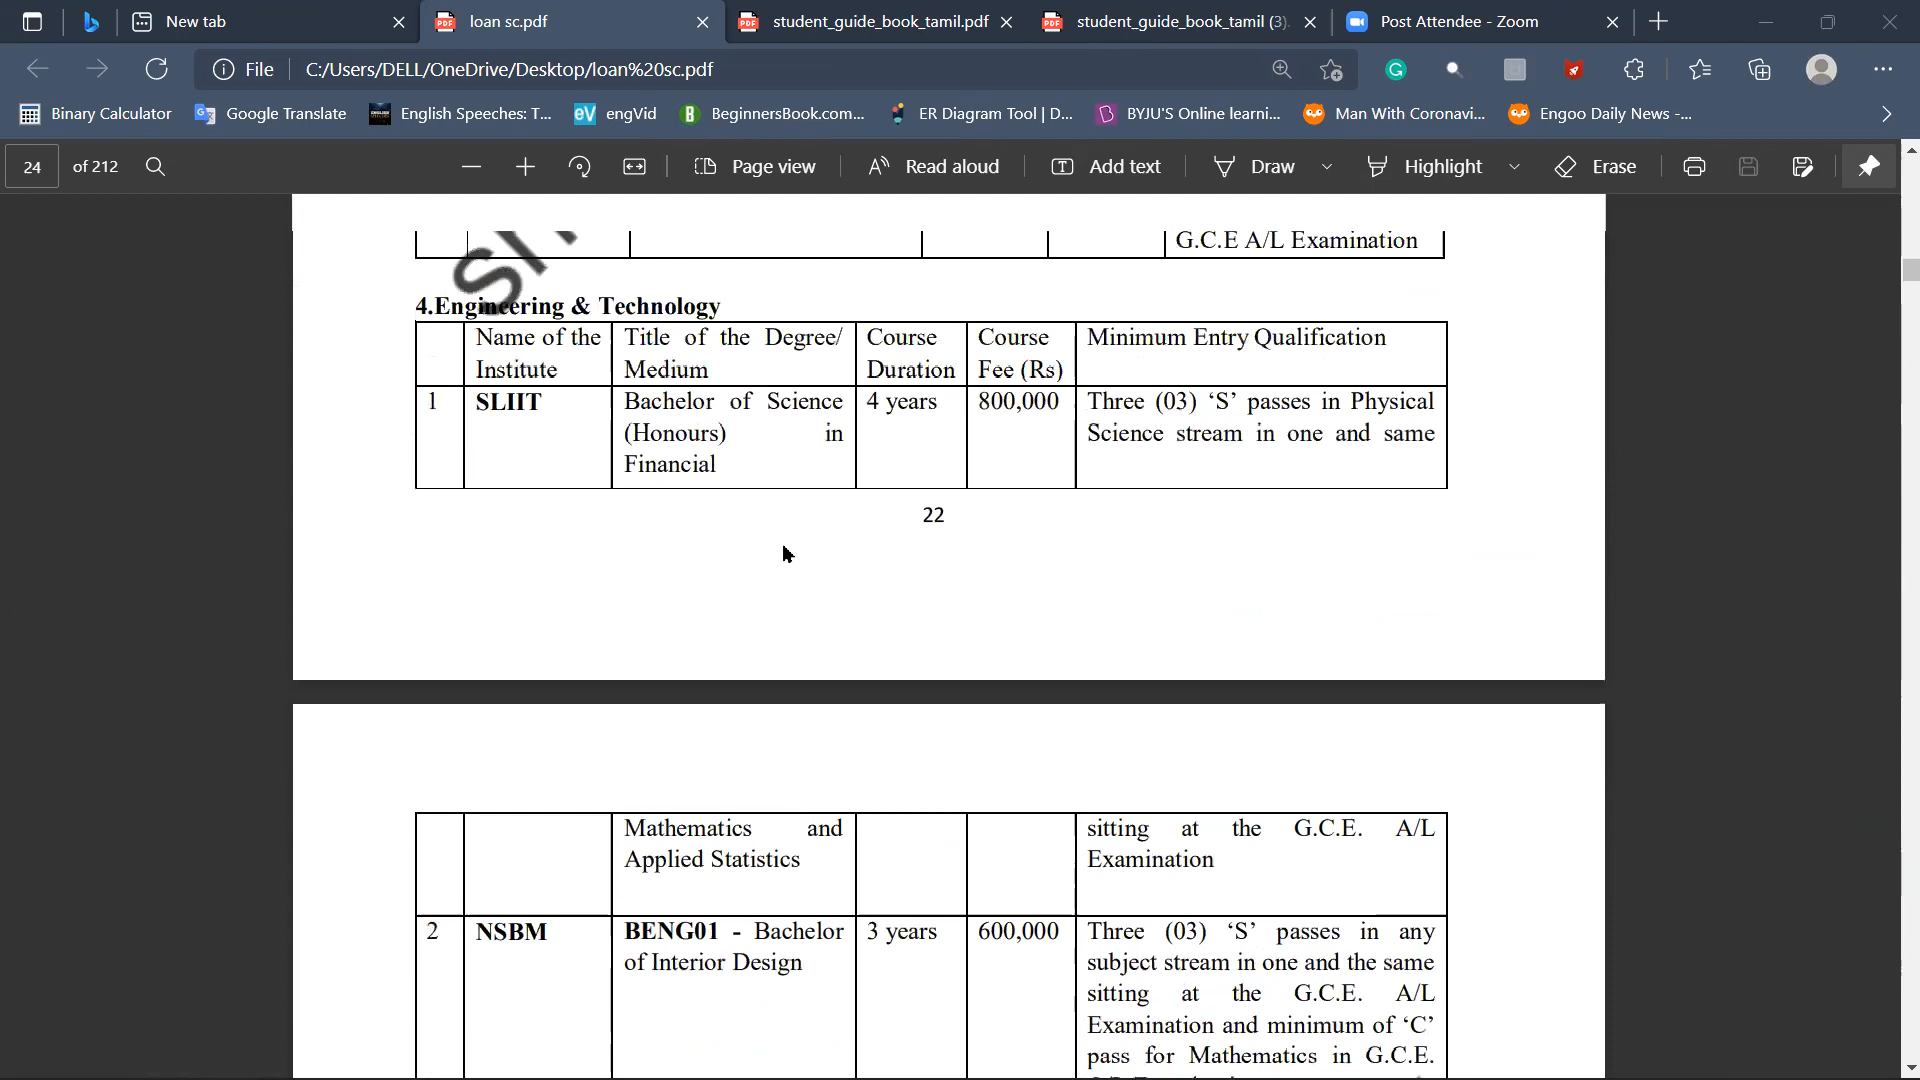 New tab
loan sc.pdf
student_guide_book_tamil.pdf
student_guide_book_tamil (3).
Post Attendee - Zoom
File
C:/Users/DELL/OneDrive/Desktop/loan%20sc.pdf
Binary Calculator
Google Translate
English Speeches: T...
engVid
BeginnersBook.com...
ER Diagram Tool | D...
BYJU'S Online learni...
Man With Coronavi...
Engoo Daily News -...
24 of 212
Page view
Read aloud
Add text
Draw
Highlight
Erase
G.C.E A/L Examination
4.Engineering & Technology
Name of the
Institute
Title of the Degree/
Medium
Course
Duration
Course
Fee (Rs)
Minimum Entry Qualification
1
SLIIT
Bachelor of Science
(Honours) in
Financial
4 years
800,000
Three (03) ‘S’ passes in Physical
Science stream in one and same
22
Mathematics and
Applied Statistics
sitting at the G.C.E. A/L
Examination
2
NSBM
BENG01 - Bachelor
of Interior Design
3 years
600,000
Three (03) ‘S’ passes in any
subject stream in one and the same
sitting at the G.C.E. A/L
Examination and minimum of ‘C’
pass for Mathematics in G.C.E.